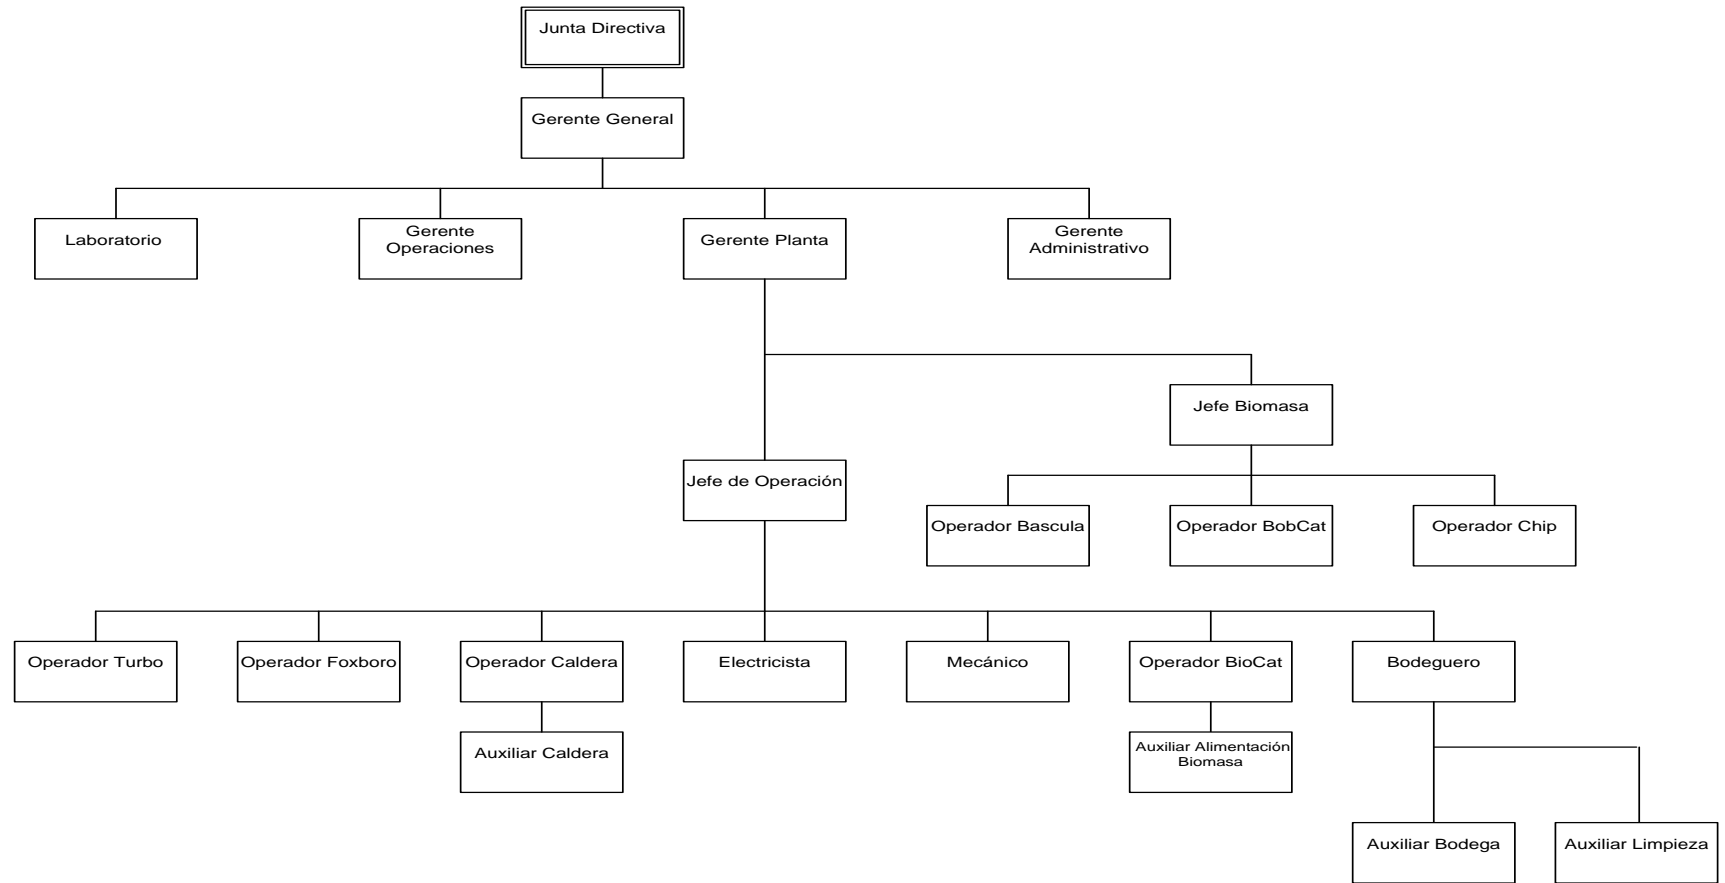 Junta Directiva
Gerente General
Laboratorio
Gerente
Operaciones
Gerente Planta
Gerente
Administrativo
Jefe Biomasa
Jefe de Operación
Operador Bascula
Operador BobCat
Operador Chip
Operador Turbo
Operador Foxboro
Operador Caldera
Electricista
Mecánico
Operador BioCat
Bodeguero
Auxiliar Caldera
Auxiliar Alimentación
Biomasa
Auxiliar Bodega
Auxiliar Limpieza